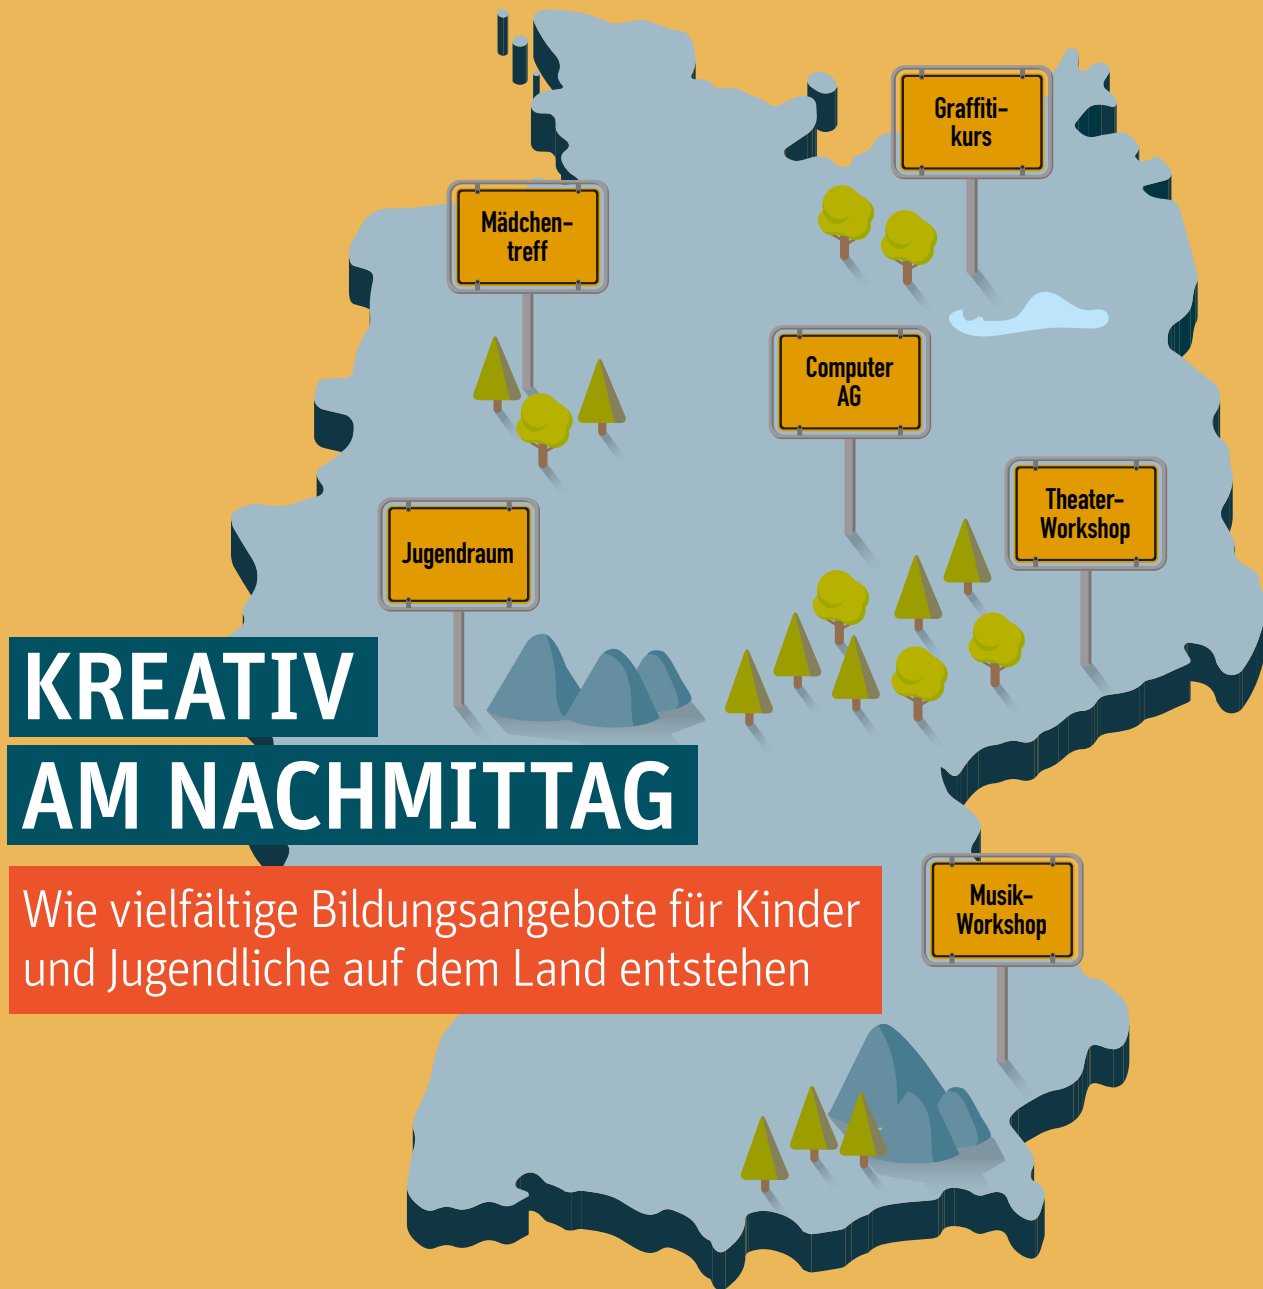 Graffiti-
kurs
Mädchen-
treff
Computer
AG
Theater-
Workshop
Jugendraum
KREATIV
AM NACHMITTAG
Musik-
Workshop
Wie vielfältige Bildungsangebote für Kinder
und Jugendliche auf dem Land entstehen